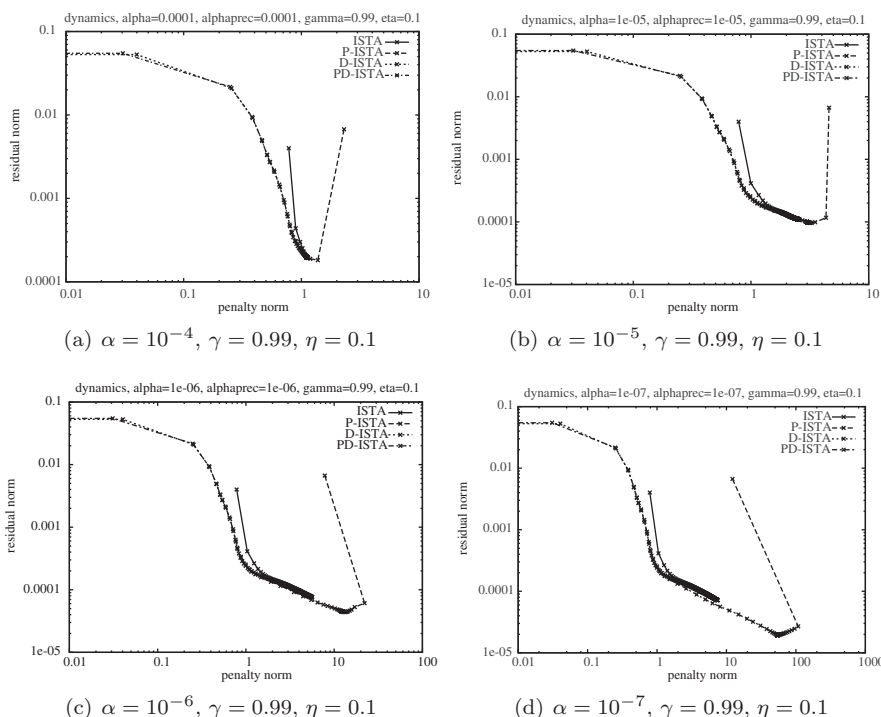 dynamics, alpha=0.0001, alphaprec=0.0001, gamma=0.99, eta=0.1
0.1
ISTA
P-ISTA
D-ISTA
PD-ISTA
0.01
residual norm
0.001
0.0001
0.01
0.1
1
10
penalty norm
(a) α = 10⁻⁴, γ = 0.99, η = 0.1
dynamics, alpha=1e-05, alphaprec=1e-05, gamma=0.99, eta=0.1
0.1
ISTA
P-ISTA
D-ISTA
PD-ISTA
0.01
residual norm
0.001
0.0001
1e-05
0.01
0.1
1
10
penalty norm
(b) α = 10⁻⁵, γ = 0.99, η = 0.1
dynamics, alpha=1e-06, alphaprec=1e-06, gamma=0.99, eta=0.1
0.1
ISTA
P-ISTA
D-ISTA
PD-ISTA
0.01
residual norm
0.001
0.0001
1e-05
0.01
0.1
1
10
100
penalty norm
(c) α = 10⁻⁶, γ = 0.99, η = 0.1
dynamics, alpha=1e-07, alphaprec=1e-07, gamma=0.99, eta=0.1
0.1
ISTA
P-ISTA
D-ISTA
PD-ISTA
0.01
residual norm
0.001
0.0001
1e-05
0.01
0.1
1
10
100
1000
penalty norm
(d) α = 10⁻⁷, γ = 0.99, η = 0.1